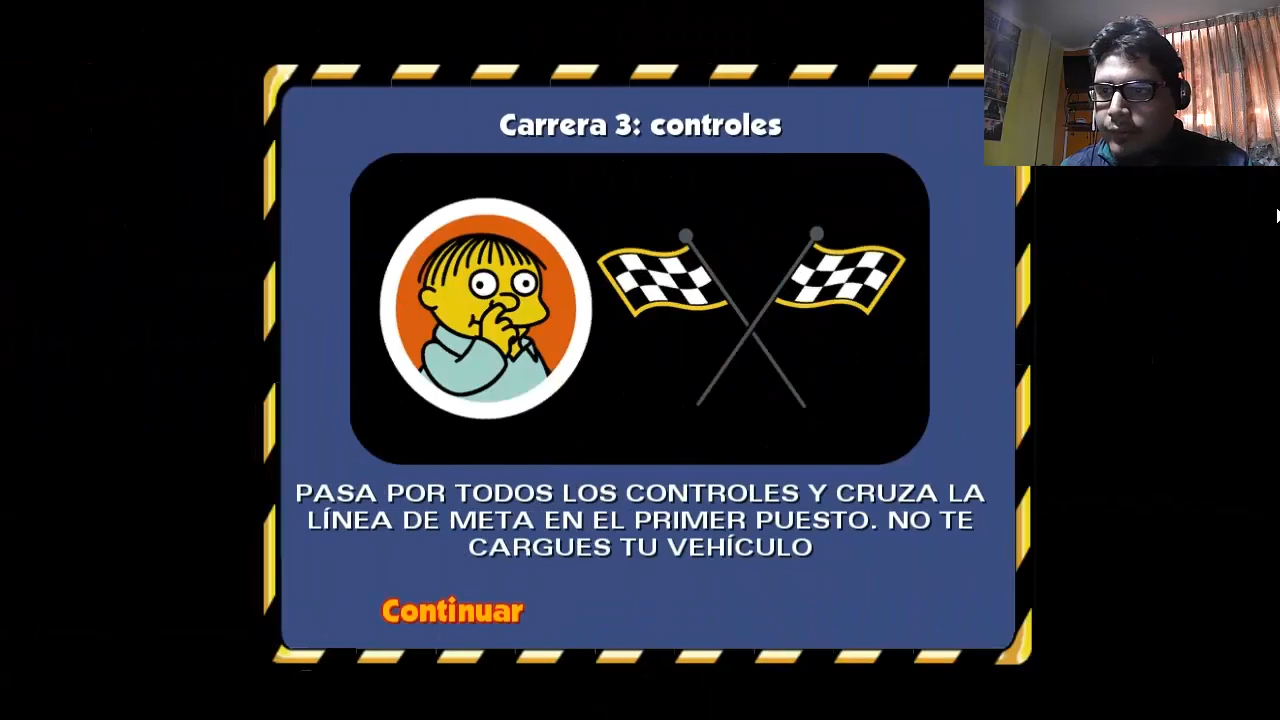 Carrera 3: controles
PASA POR TODOS LOS CONTROLES Y CRUZA LA
LÍNEA DE META EN EL PRIMER PUESTO. NO TE
CARGUES TU VEHÍCULO
Continuar